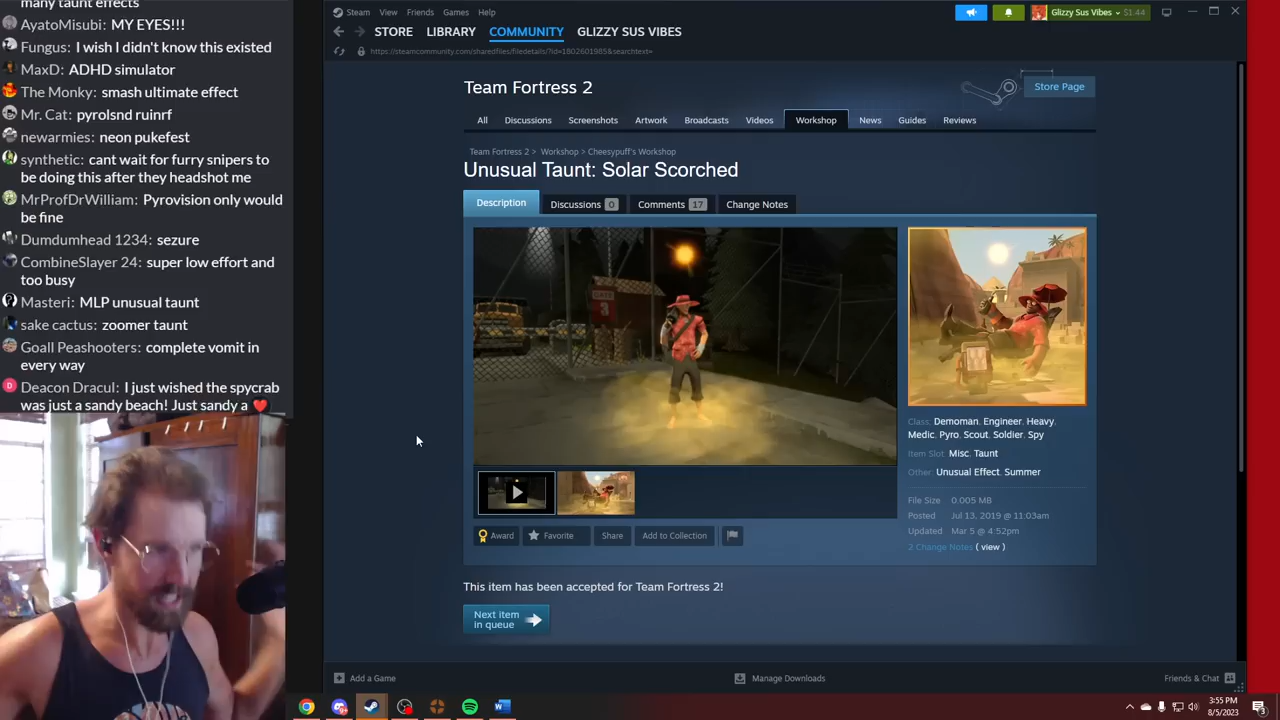 many taunt effects
AyatoMisubi: MY EYES!!!
Fungus: I wish I didn't know this existed
MaxD: ADHD simulator
The Monky: smash ultimate effect
Mr. Cat: pyrolsnd ruinrf
newarmies: neon pukefest
synthetic: cant wait for furry snipers to
be doing this after they headshot me
MrProfDrWilliam: Pyrovision only would
be fine
Dumdumhead 1234: sezure
CombineSlayer 24: super low effort and
too busy
Masteri: MLP unusual taunt
sake cactus: zoomer taunt
Goall Peashooters: complete vomit in
every way
Deacon Dracul: I just wished the spycrab
was just a sandy beach! Just sandy a ❤️
Steam View Friends Games Help
Glizzy Sus Vibes $1.44
STORE LIBRARY COMMUNITY GLIZZY SUS VIBES
https://steamcommunity.com/sharedfiles/filedetails/?id=1802601985&searchtext=
Team Fortress 2
Store Page
All Discussions Screenshots Artwork Broadcasts Videos Workshop News Guides Reviews
Team Fortress 2 > Workshop > Cheesypuff's Workshop
Unusual Taunt: Solar Scorched
Description Discussions 0 Comments 17 Change Notes
3
Class: Demoman, Engineer, Heavy,
Medic, Pyro, Scout, Soldier, Spy
Item Slot: Misc, Taunt
Other: Unusual Effect, Summer
File Size 0.005 MB
Posted Jul 13, 2019 @ 11:03am
Updated Mar 5 @ 4:52pm
2 Change Notes ( view )
Award Favorite Share Add to Collection
This item has been accepted for Team Fortress 2!
Next item
in queue
Add a Game Manage Downloads Friends & Chat
3:55 PM
8/5/2023
3